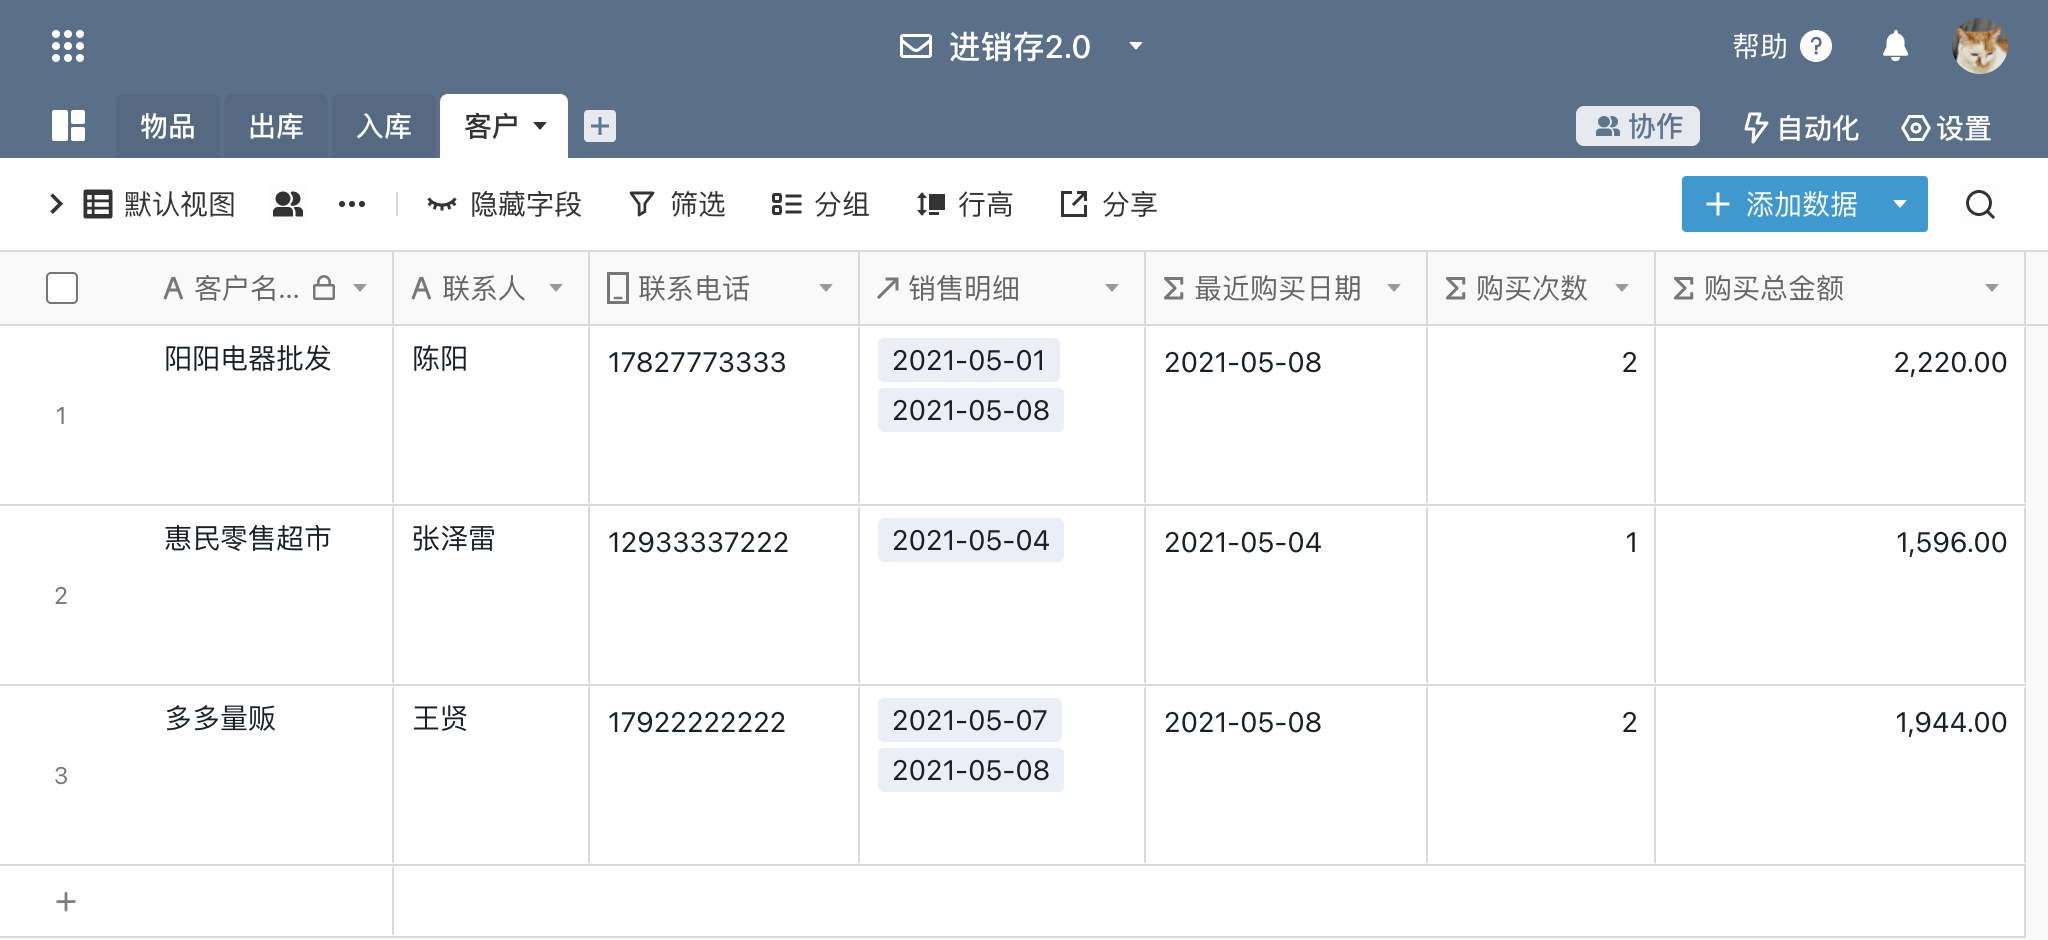 进销存2.0
帮助 ?
物品 出库 入库 客户 +
协作 自动化 设置
默认视图 ••• 隐藏字段 筛选 分组 行高 分享 + 添加数据
A 客户名... A 联系人 联系电话 销售明细 Σ 最近购买日期 Σ 购买次数 Σ 购买总金额
1 阳阳电器批发 陈阳 17827773333 2021-05-01 2021-05-08 2 2,220.00
2021-05-08
2 惠民零售超市 张泽雷 12933337222 2021-05-04 2021-05-04 1 1,596.00
3 多多量贩 王贤 17922222222 2021-05-07 2021-05-08 2 1,944.00
2021-05-08
+